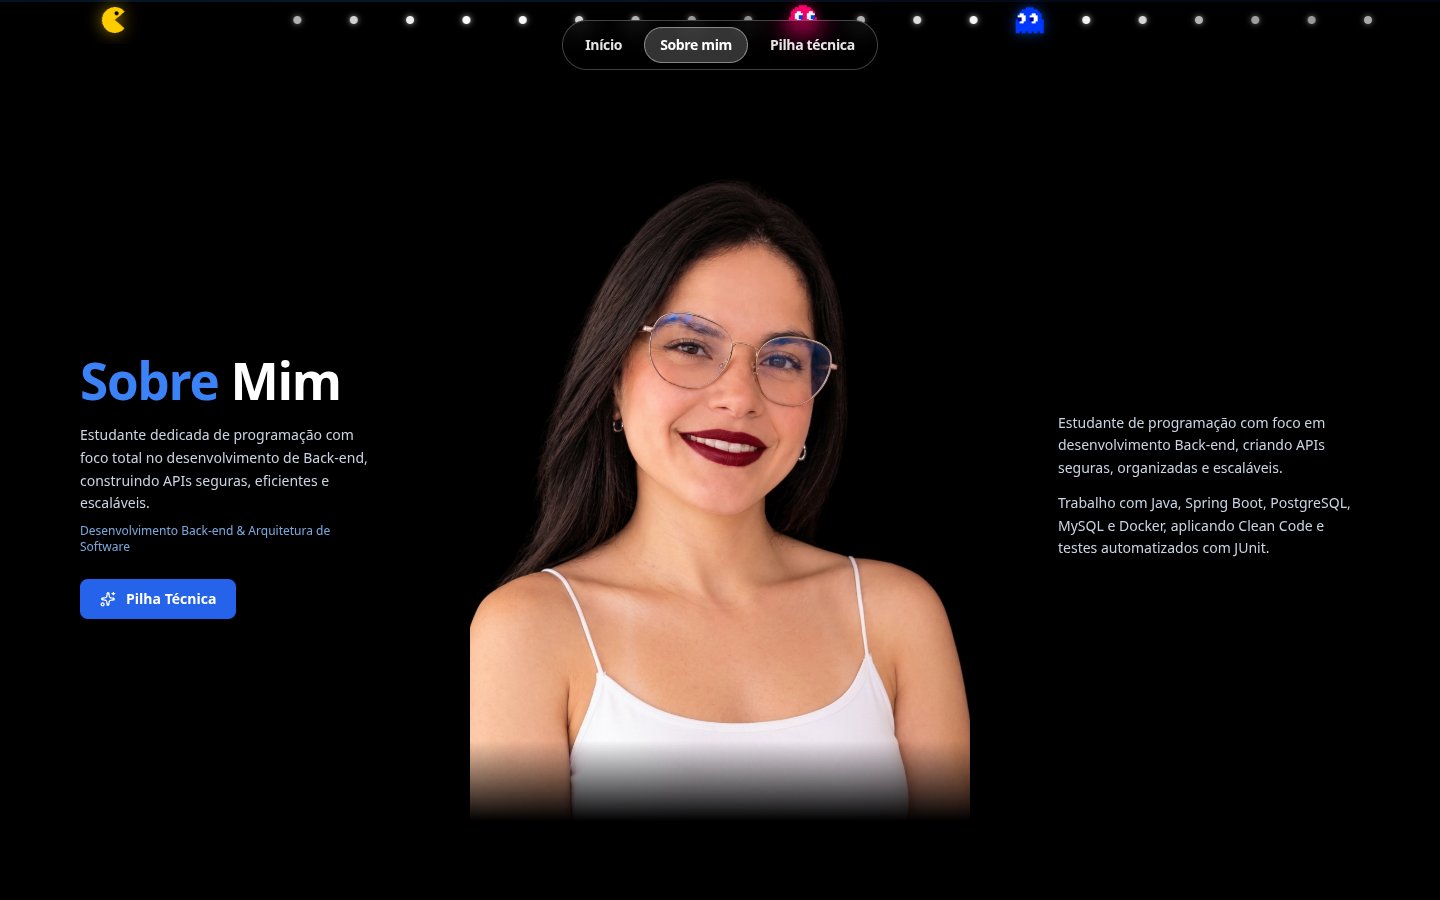 Início
Sobre mim
Pilha técnica
Sobre Mim
Estudante dedicada de programação com
foco total no desenvolvimento de Back-end,
construindo APIs seguras, eficientes e
escaláveis.
Desenvolvimento Back-end & Arquitetura de
Software
Pilha Técnica
Estudante de programação com foco em
desenvolvimento Back-end, criando APIs
seguras, organizadas e escaláveis.
Trabalho com Java, Spring Boot, PostgreSQL,
MySQL e Docker, aplicando Clean Code e
testes automatizados com JUnit.